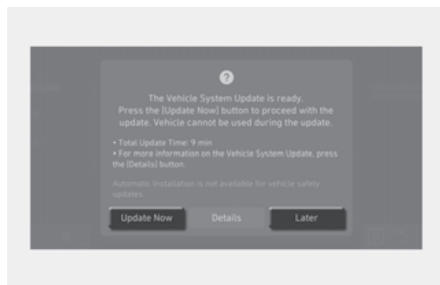 ?
The Vehicle System Update is ready.
Press the [Update Now] button to proceed with the
update. Vehicle cannot be used during the update.
• Total Update Time: 9 min
• For more information on the Vehicle System Update, press
the [Details] button.
Automatic installation is not available for vehicle safety
updates.
Update Now
Details
Later